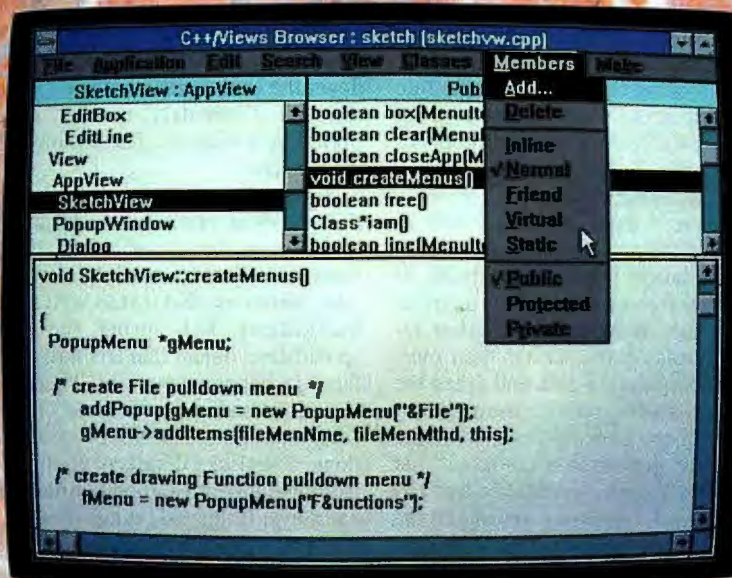 C++/Views Browser : sketch (sketchvw.cpp)
File Application Edit Search View Classes Members Make
SketchView : AppView
Publ
EditBox
EditLine
View
AppView
SketchView
PopupWindow
Dialog
boolean box(MenuIte
boolean clear(MenuI
boolean closeApp(M
void createMenus()
boolean free()
Class*iam()
boolean line(MenuIte
Add...
Delete
Inline
√Normal
Friend
Virtual
Static
√Public
Protected
Private
void SketchView::createMenus()
{
PopupMenu *gMenu;
/* create File pulldown menu */
addPopup(gMenu = new PopupMenu("&File"));
gMenu->addItems(fileMenNme, fileMenMthd, this);
/* create drawing Function pulldown menu */
fMenu = new PopupMenu("F&unctions");